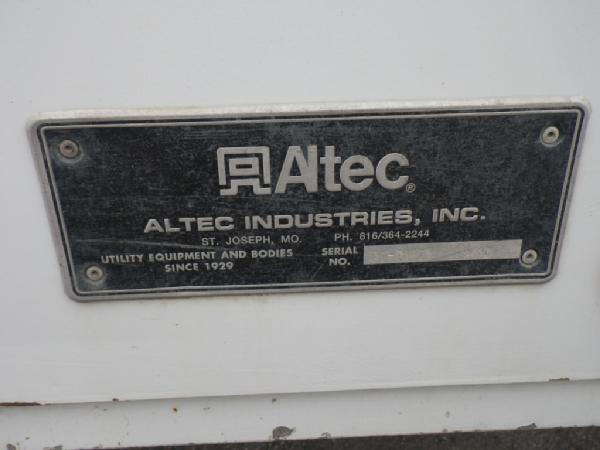 Altec®
ALTEC INDUSTRIES, INC.
ST. JOSEPH, MO. PH. 816/364-2244
UTILITY EQUIPMENT AND BODIES SERIAL
SINCE 1929 NO.